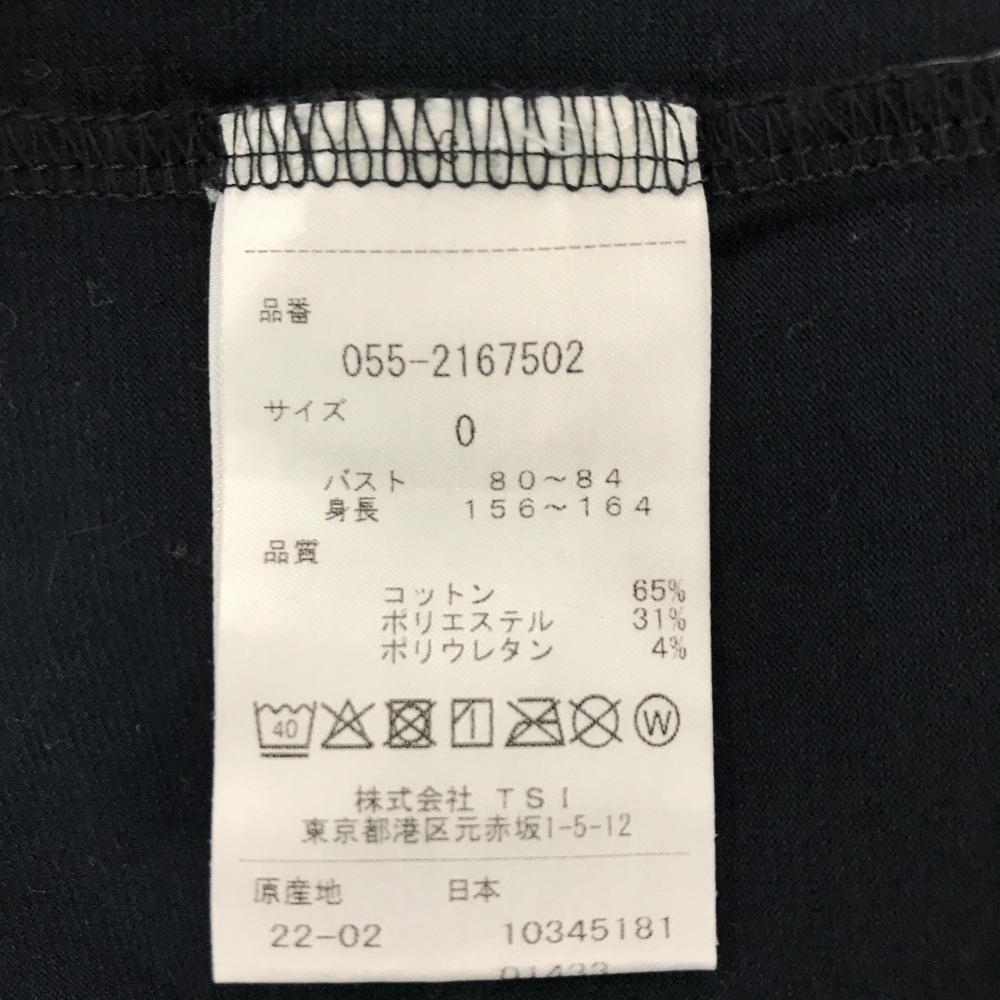 品番
055-2167502
サイズ
0
バスト 80～84
身長 156～164
品質
コットン 65%
ポリエステル 31%
ポリウレタン 4%
40 W
株式会社 TSI
東京都港区元赤坂1-5-12
原産地 日本
22-02 10345181